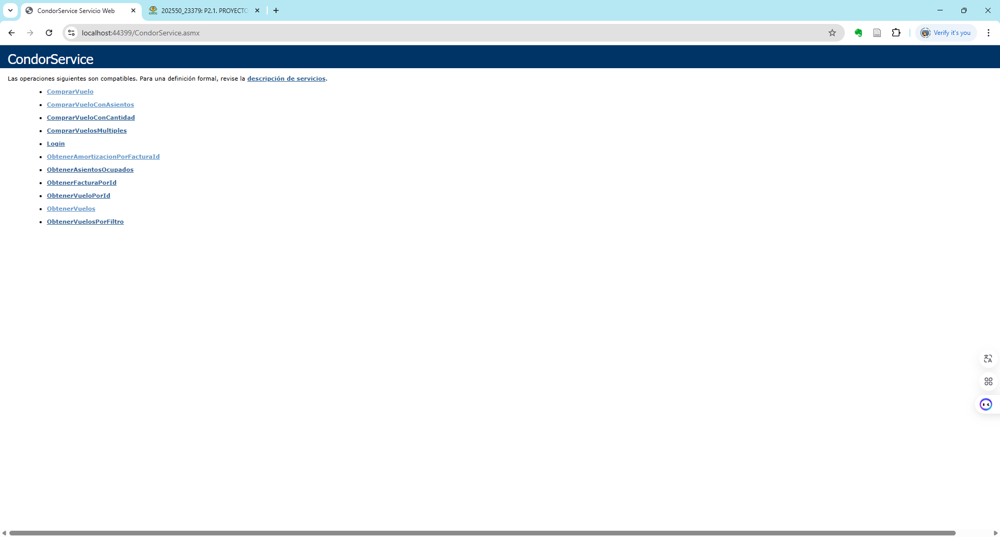 CondorService Servicio Web
202550_23379: P2.1. PROYECTO
localhost:44399/CondorService.asmx
Verify it's you
CondorService
Las operaciones siguientes son compatibles. Para una definición formal, revise la descripción de servicios.
ComprarVuelo
ComprarVueloConAsientos
ComprarVueloConCantidad
ComprarVuelosMultiples
Login
ObtenerAmortizacionPorFacturaId
ObtenerAsientosOcupados
ObtenerFacturaPorId
ObtenerVueloPorId
ObtenerVuelos
ObtenerVuelosPorFiltro